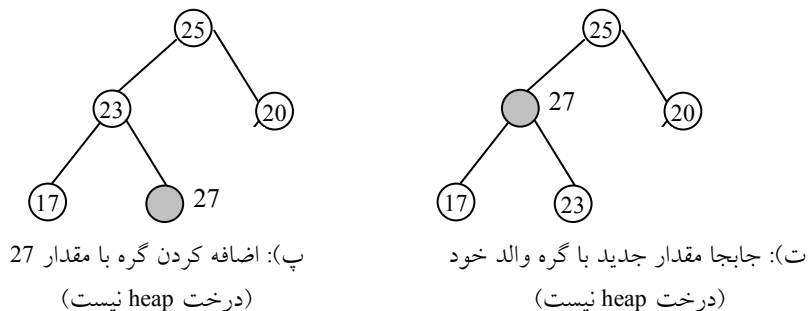 25
25
23
20
27
20
17
27
17
23
پ): اضافه کردن گره با مقدار 27
(درخت heap نیست)
ت): جابجا مقدار جدید با گره والد خود
(درخت heap نیست)